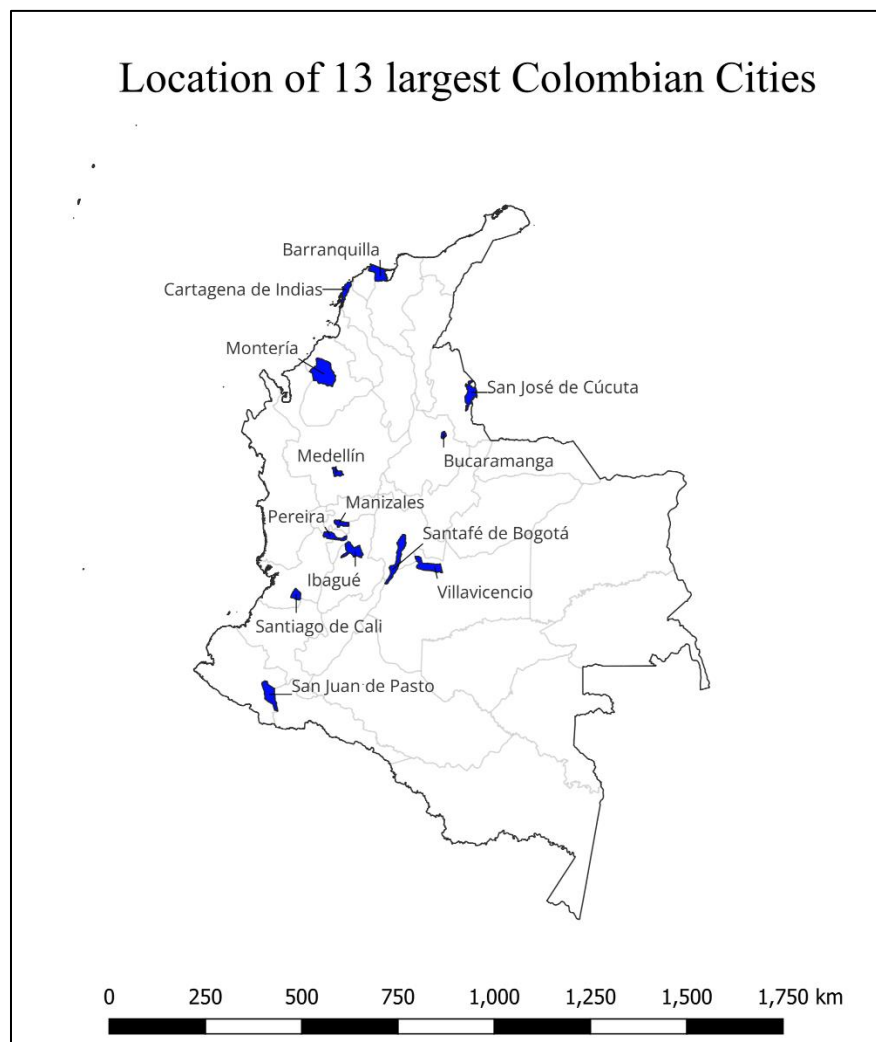 Location of 13 largest Colombian Cities
Barranquilla
Cartagena de Indias
Montería
San José de Cúcuta
Bucaramanga
Medellín
Manizales
Pereira
Santafé de Bogotá
Ibagué
Villavicencio
Santiago de Cali
San Juan de Pasto
0 250 500 750 1,000 1,250 1,500 1,750 km